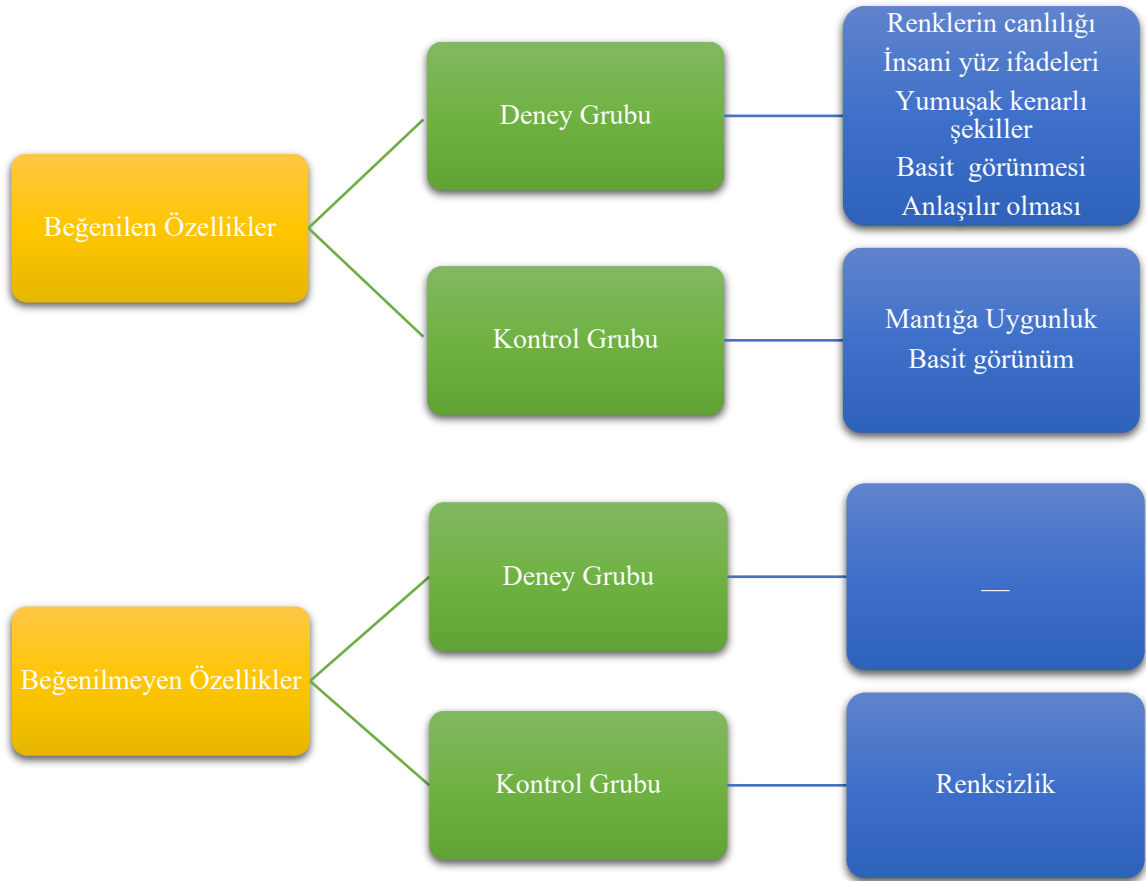 Beğenilen Özellikler
Deney Grubu
Renklerin canlılığı
İnsani yüz ifadeleri
Yumuşak kenarlı
şekiller
Basit görünmesi
Anlaşılır olması
Kontrol Grubu
Mantığa Uygunluk
Basit görünüm
Beğenilmeyen Özellikler
Deney Grubu
—
Kontrol Grubu
Renksizlik